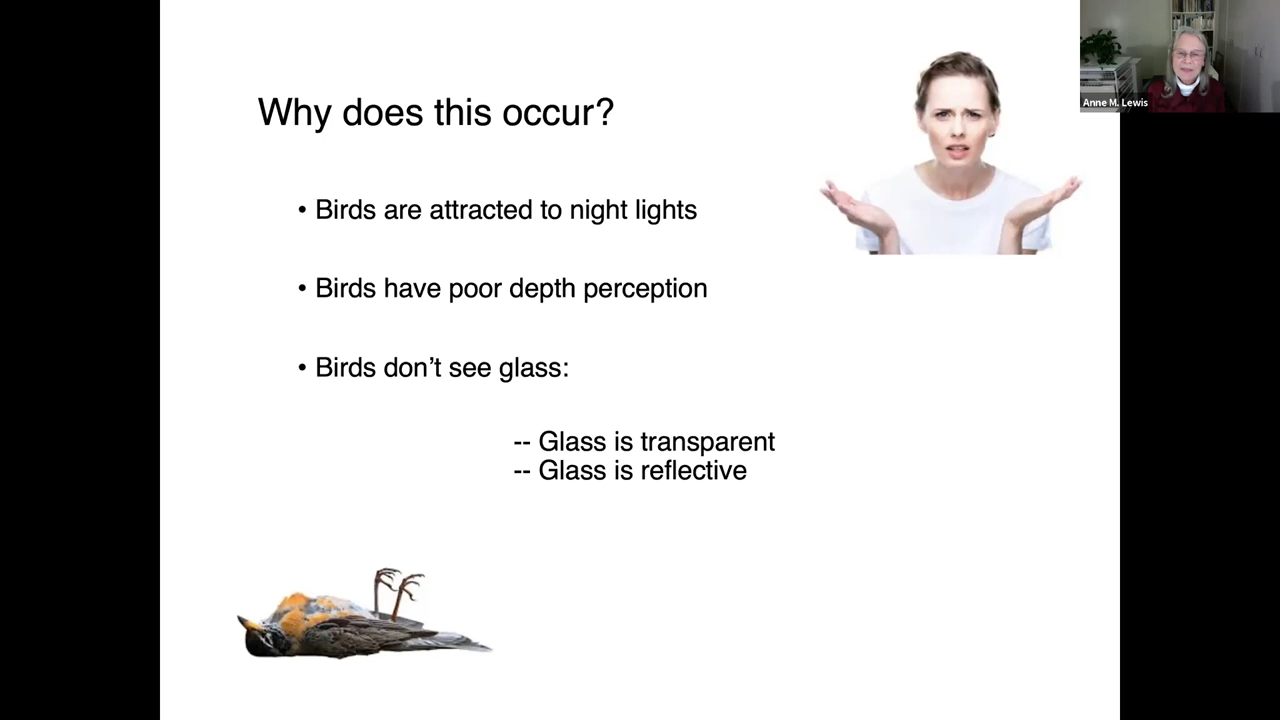 Why does this occur?
• Birds are attracted to night lights
• Birds have poor depth perception
• Birds don’t see glass:
-- Glass is transparent
-- Glass is reflective
Anne M. Lewis